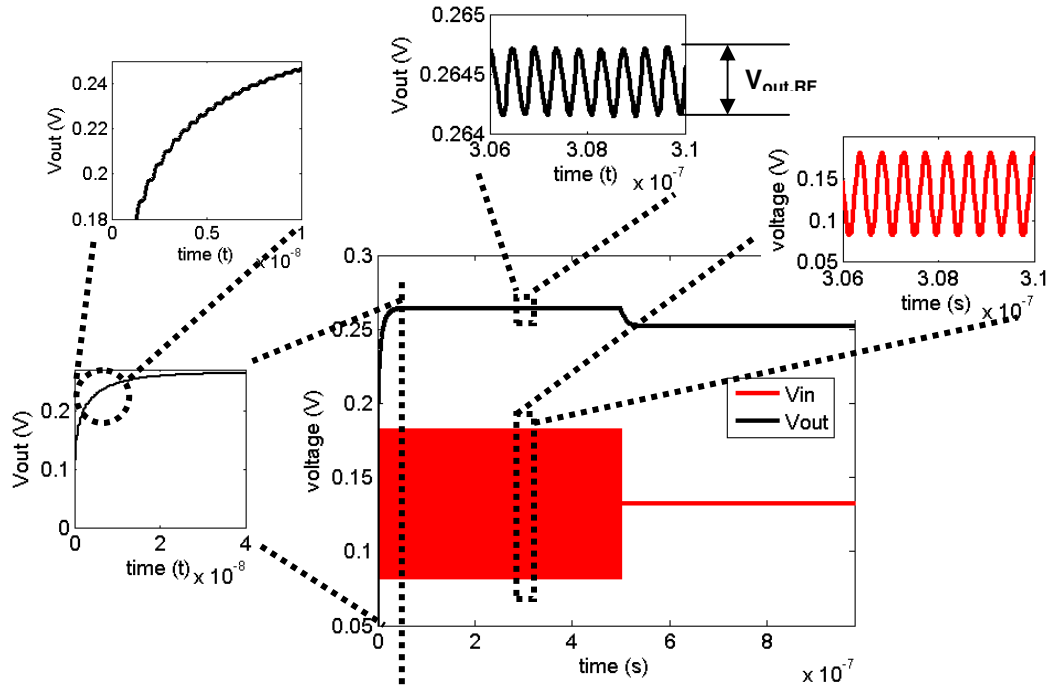 0.265
0.2645
0.264
Vout (V)
3.06
3.08
3.1
time (t)
x 10⁻⁷
Vout-RF
0.24
0.22
0.2
0.18
Vout (V)
0
0.5
1
time (t)
x 10⁻⁸
0.15
0.1
0.05
voltage (V)
3.06
3.08
3.1
time (s)
x 10⁻⁷
0.2
0.1
0
Vout (V)
0
2
4
time (t)
x 10⁻⁸
0.3
0.25
0.2
0.15
0.1
0.05
voltage (V)
Vin
Vout
0
2
4
6
8
time (s)
x 10⁻⁷